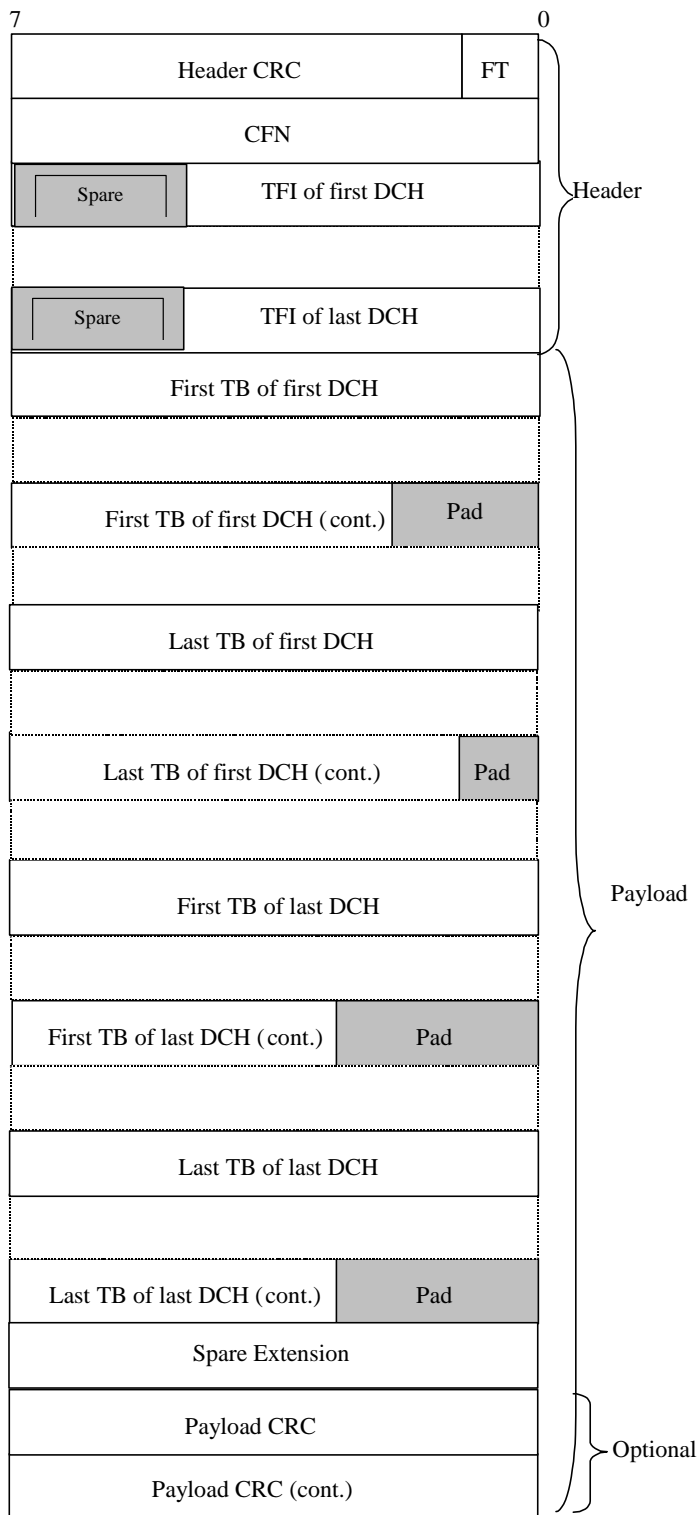 7 0
Header CRC FT
CFN
Spare TFI of first DCH
Header
Spare TFI of last DCH
First TB of first DCH
First TB of first DCH (cont.) Pad
Last TB of first DCH
Last TB of first DCH (cont.) Pad
First TB of last DCH
Payload
First TB of last DCH (cont.) Pad
Last TB of last DCH
Last TB of last DCH (cont.) Pad
Spare Extension
Payload CRC
Optional
Payload CRC (cont.)